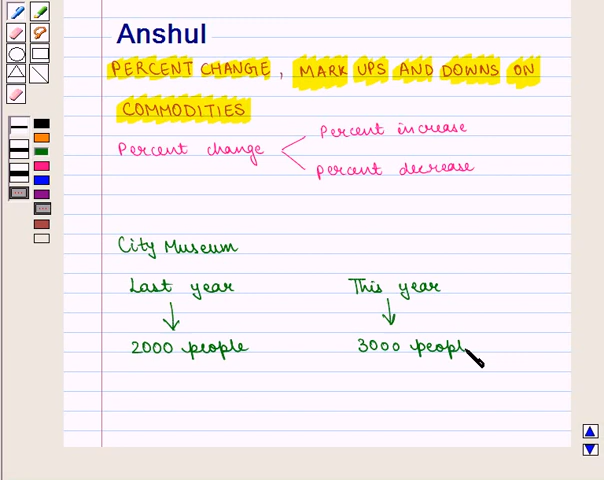 Anshul
PERCENT CHANGE, MARK UPS AND DOWNS ON
COMMODITIES
Percent increase
Percent change
Percent decrease
City Museum
Last year This year
2000 people 3000 peopl